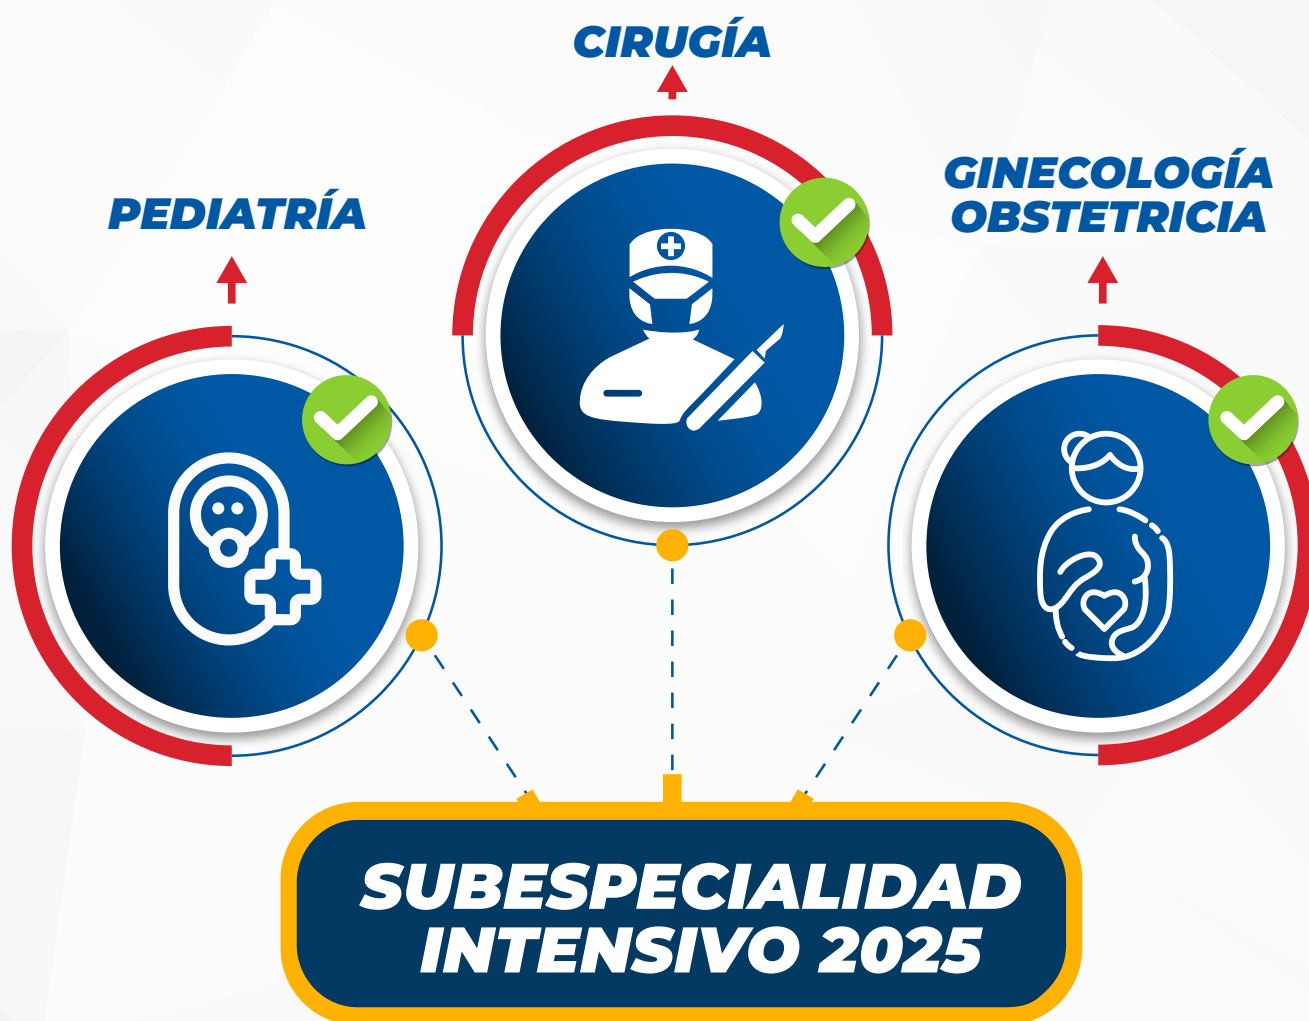 CIRUGÍA
PEDIATRÍA
GINECOLOGÍA
OBSTETRICIA
SUBESPECIALIDAD
INTENSIVO 2025